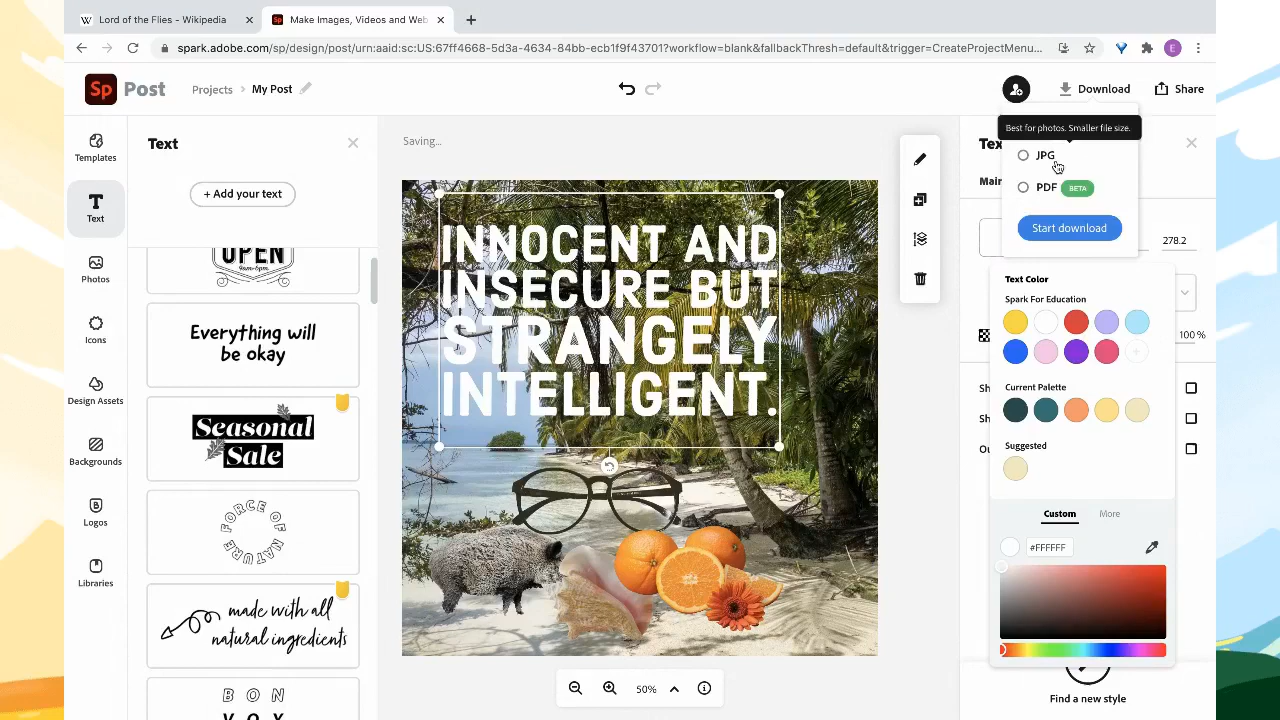 Lord of the Flies - Wikipedia
Make Images, Videos and Web
spark.adobe.com/sp/design/post/urn:aaid:sc:US:67ff4068-5d3a-4634-84bb-ecb1f9f43701?workflow=blank&fallbackThresh=default&trigger=CreateProjectMenu...
E
Sp Post
Projects > My Post
Download
Share
Best for photos. Smaller file size.
JPG
PDF BETA
Start download
Templates
Text
Photos
Icons
Design Assets
Backgrounds
Logos
Libraries
Text
+ Add your text
OPEN
9am-6pm
Everything will
be okay
Seasonal
Sale
FORCE OF NATURE
made with all
natural ingredients
BON
Saving...
INNOCENT AND
INSECURE BUT
STRANGELY
INTELLIGENT.
50%
278.2
100 %
Text Color
Spark For Education
Current Palette
Suggested
Custom
More
#FFFFFF
Find a new style